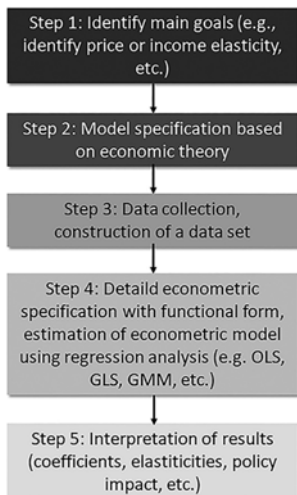 Step 1: Identify main goals (e.g.,
identify price or income elasticity,
etc.)
Step 2: Model specification based
on economic theory
Step 3: Data collection,
construction of a data set
Step 4: Detaild econometric
specification with functional form,
estimation of econometric model
using regression analysis (e.g. OLS,
GLS, GMM, etc.)
Step 5: Interpretation of results
(coefficients, elastiticities, policy
impact, etc.)